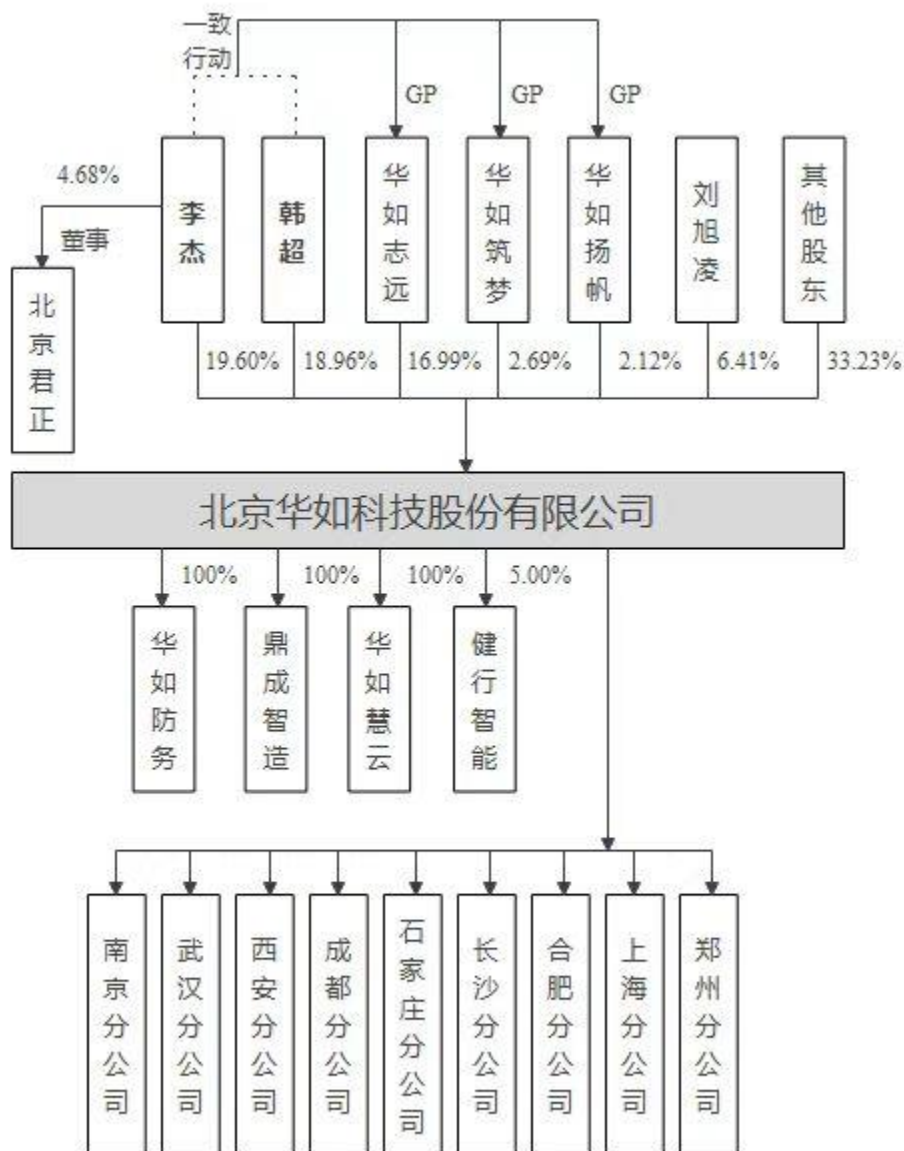 一致
行动
GP
GP
GP
4.68%
董事
李杰
韩超
华如志远
华如筑梦
华如扬帆
刘旭凌
其他股东
北京君正
19.60%
18.96%
16.99%
2.69%
2.12%
6.41%
33.23%
北京华如科技股份有限公司
100%
100%
100%
5.00%
华如防务
鼎成智造
华如慧云
健行智能
南京分公司
武汉分公司
西安分公司
成都分公司
石家庄分公司
长沙分公司
合肥分公司
上海分公司
郑州分公司